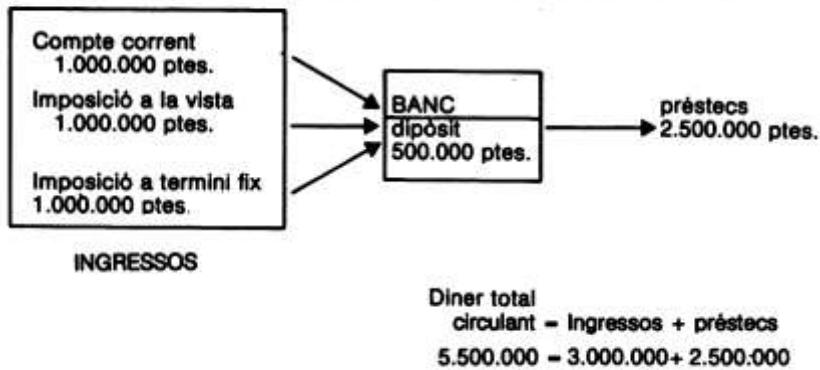 Compte corrent
1.000.000 ptes.
Imposició a la vista
1.000.000 ptes.
Imposició a termini fix
1.000.000 ptes.
INGRESSOS
BANC
dipòsit
500.000 ptes.
préstecs
2.500.000 ptes.
Diner total
circulant = Ingressos + préstecs
5.500.000 = 3.000.000+ 2.500.000